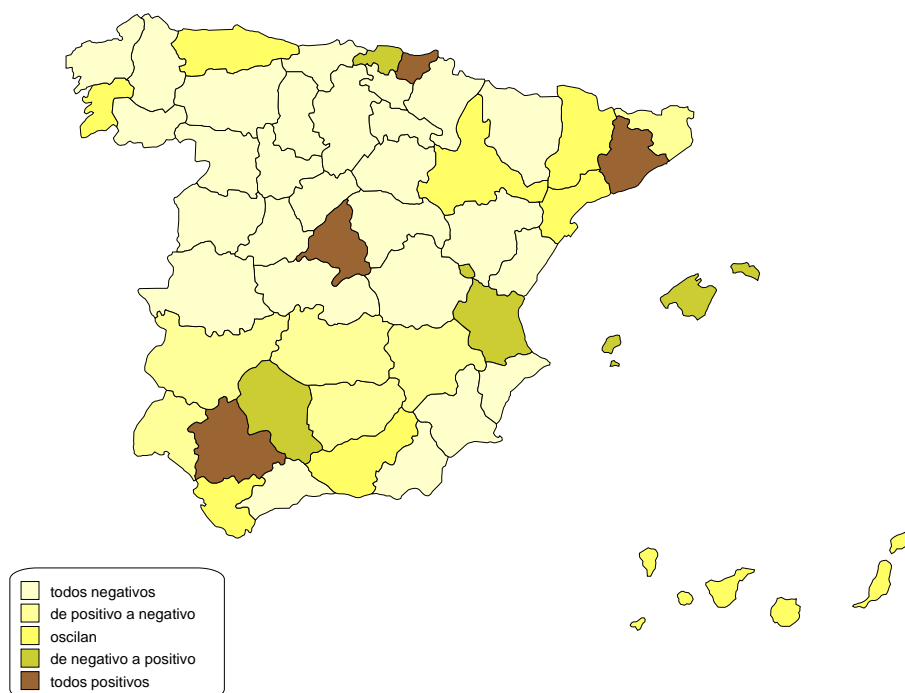 todos negativos
de positivo a negativo
oscilan
de negativo a positivo
todos positivos